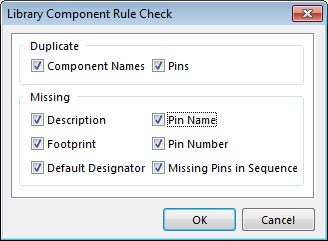 Library Component Rule Check
Duplicate
Component Names Pins
Missing
Description Pin Name
Footprint Pin Number
Default Designator Missing Pins in Sequence
OK Cancel